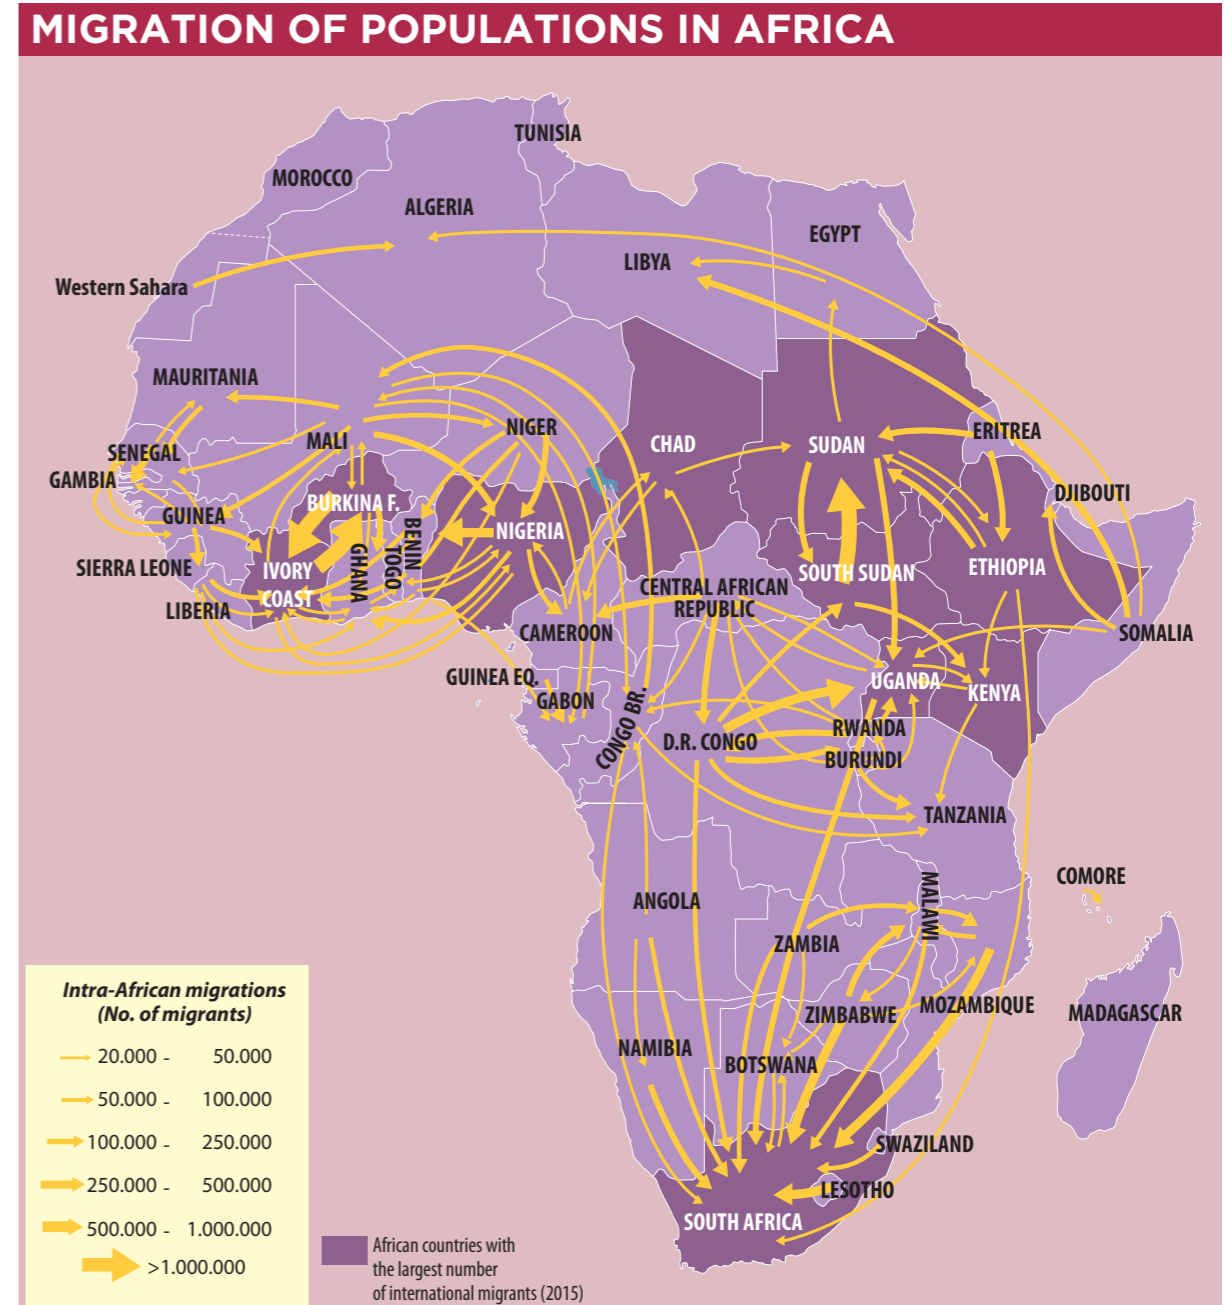 MIGRATION OF POPULATIONS IN AFRICA
TUNISIA
MOROCCO
ALGERIA
EGYPT
LIBYA
Western Sahara
MAURITANIA
NIGER
ERITREA
MALI
CHAD
SUDAN
SENEGAL
GAMBIA
DJIBOUTI
BURKINA F.
GUINEA
NIGERIA
BENIN
TOGO
GHANA
SIERRA LEONE
IVORY
COAST
SOUTH SUDAN
ETHIOPIA
CENTRAL AFRICAN
REPUBLIC
LIBERIA
CAMEROON
SOMALIA
GUINEA EQ.
GABON
UGANDA
KENYA
CONGO BR.
D.R. CONGO
RWANDA
BURUNDI
TANZANIA
COMORE
ANGOLA
MALAWI
ZAMBIA
MOZAMBIQUE
ZIMBABWE
MADAGASCAR
NAMIBIA
BOTSWANA
SWAZILAND
LESOTHO
SOUTH AFRICA
Intra-African migrations
(No. of migrants)
20.000 - 50.000
50.000 - 100.000
100.000 - 250.000
250.000 - 500.000
500.000 - 1.000.000
>1.000.000
African countries with
the largest number
of international migrants (2015)